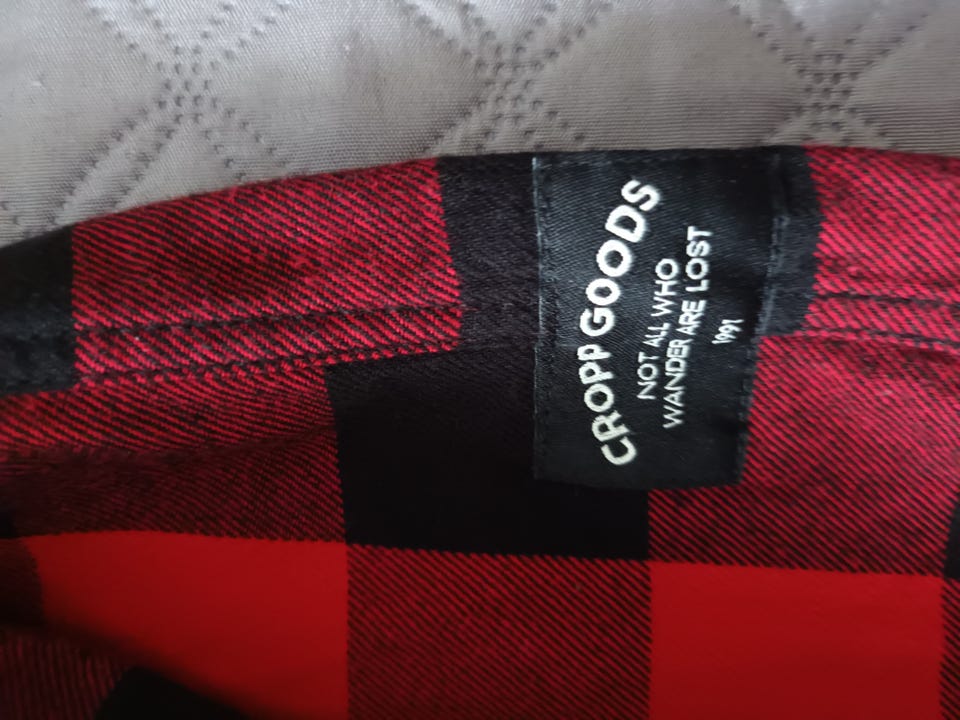 CROPP GOODS
NOT ALL WHO
WANDER ARE LOST
1991